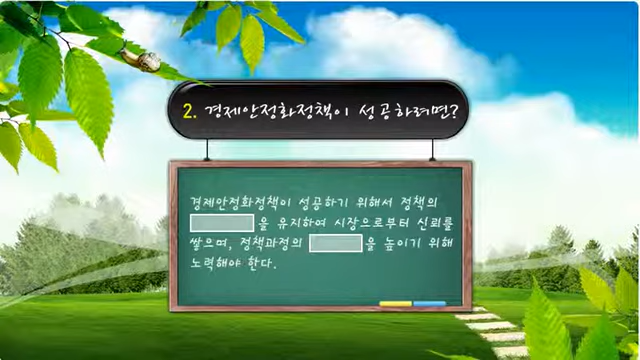 2. 경제안정화정책이 성공하려면?
경제안정화정책이 성공하기 위해서 정책의
을 유지하여 시장으로부터 신뢰를
쌓으며, 정책과정의 을 높이기 위해
노력해야 한다.